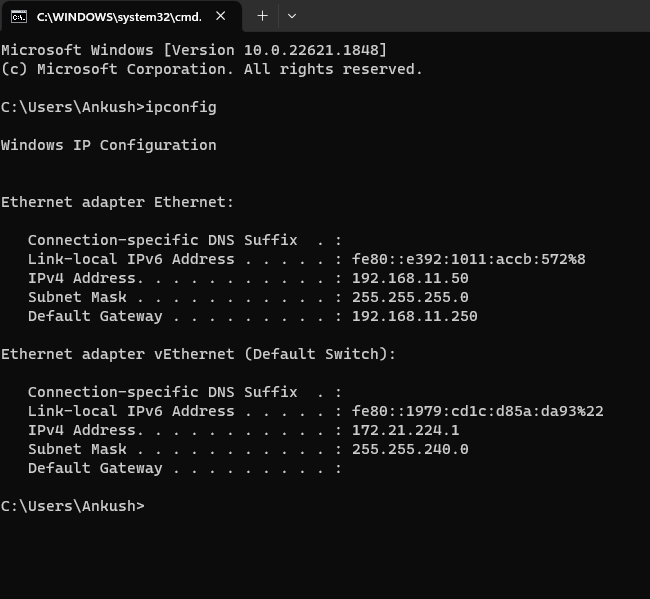 C:\WINDOWS\system32\cmd.
Microsoft Windows [Version 10.0.22621.1848]
(c) Microsoft Corporation. All rights reserved.
C:\Users\Ankush>ipconfig
Windows IP Configuration
Ethernet adapter Ethernet:
   Connection-specific DNS Suffix  . :
   Link-local IPv6 Address . . . . . : fe80::e392:1011:accb:572%8
   IPv4 Address. . . . . . . . . . . : 192.168.11.50
   Subnet Mask . . . . . . . . . . . : 255.255.255.0
   Default Gateway . . . . . . . . . : 192.168.11.250
Ethernet adapter vEthernet (Default Switch):
   Connection-specific DNS Suffix  . :
   Link-local IPv6 Address . . . . . : fe80::1979:cd1c:d85a:da93%22
   IPv4 Address. . . . . . . . . . . : 172.21.224.1
   Subnet Mask . . . . . . . . . . . : 255.255.240.0
   Default Gateway . . . . . . . . . :
C:\Users\Ankush>